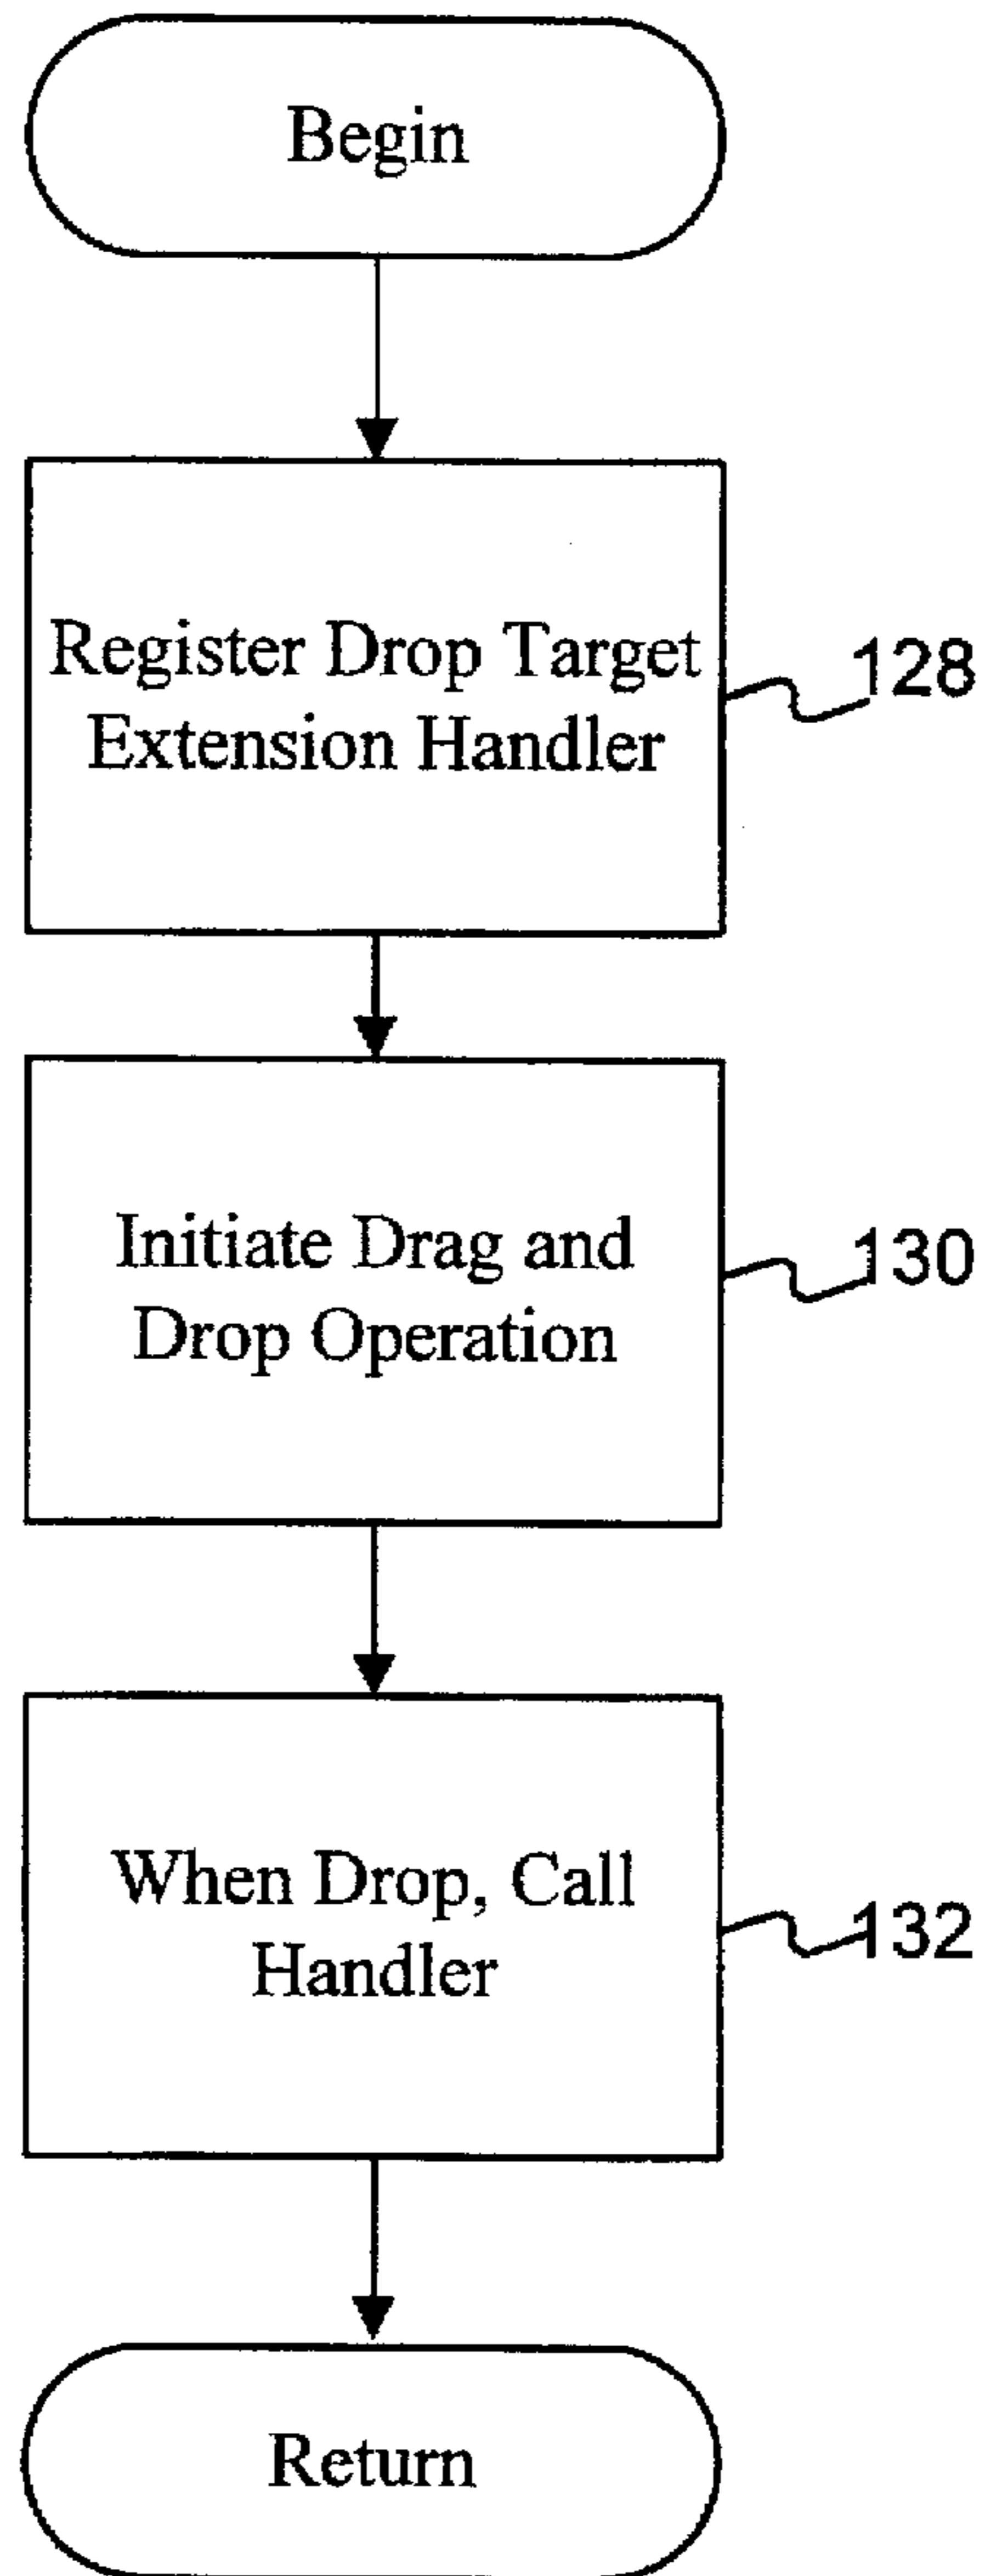 Begin
Register Drop Target
Extension Handler
128
Initiate Drag and
Drop Operation
130
When Drop, Call
Handler
132
Return